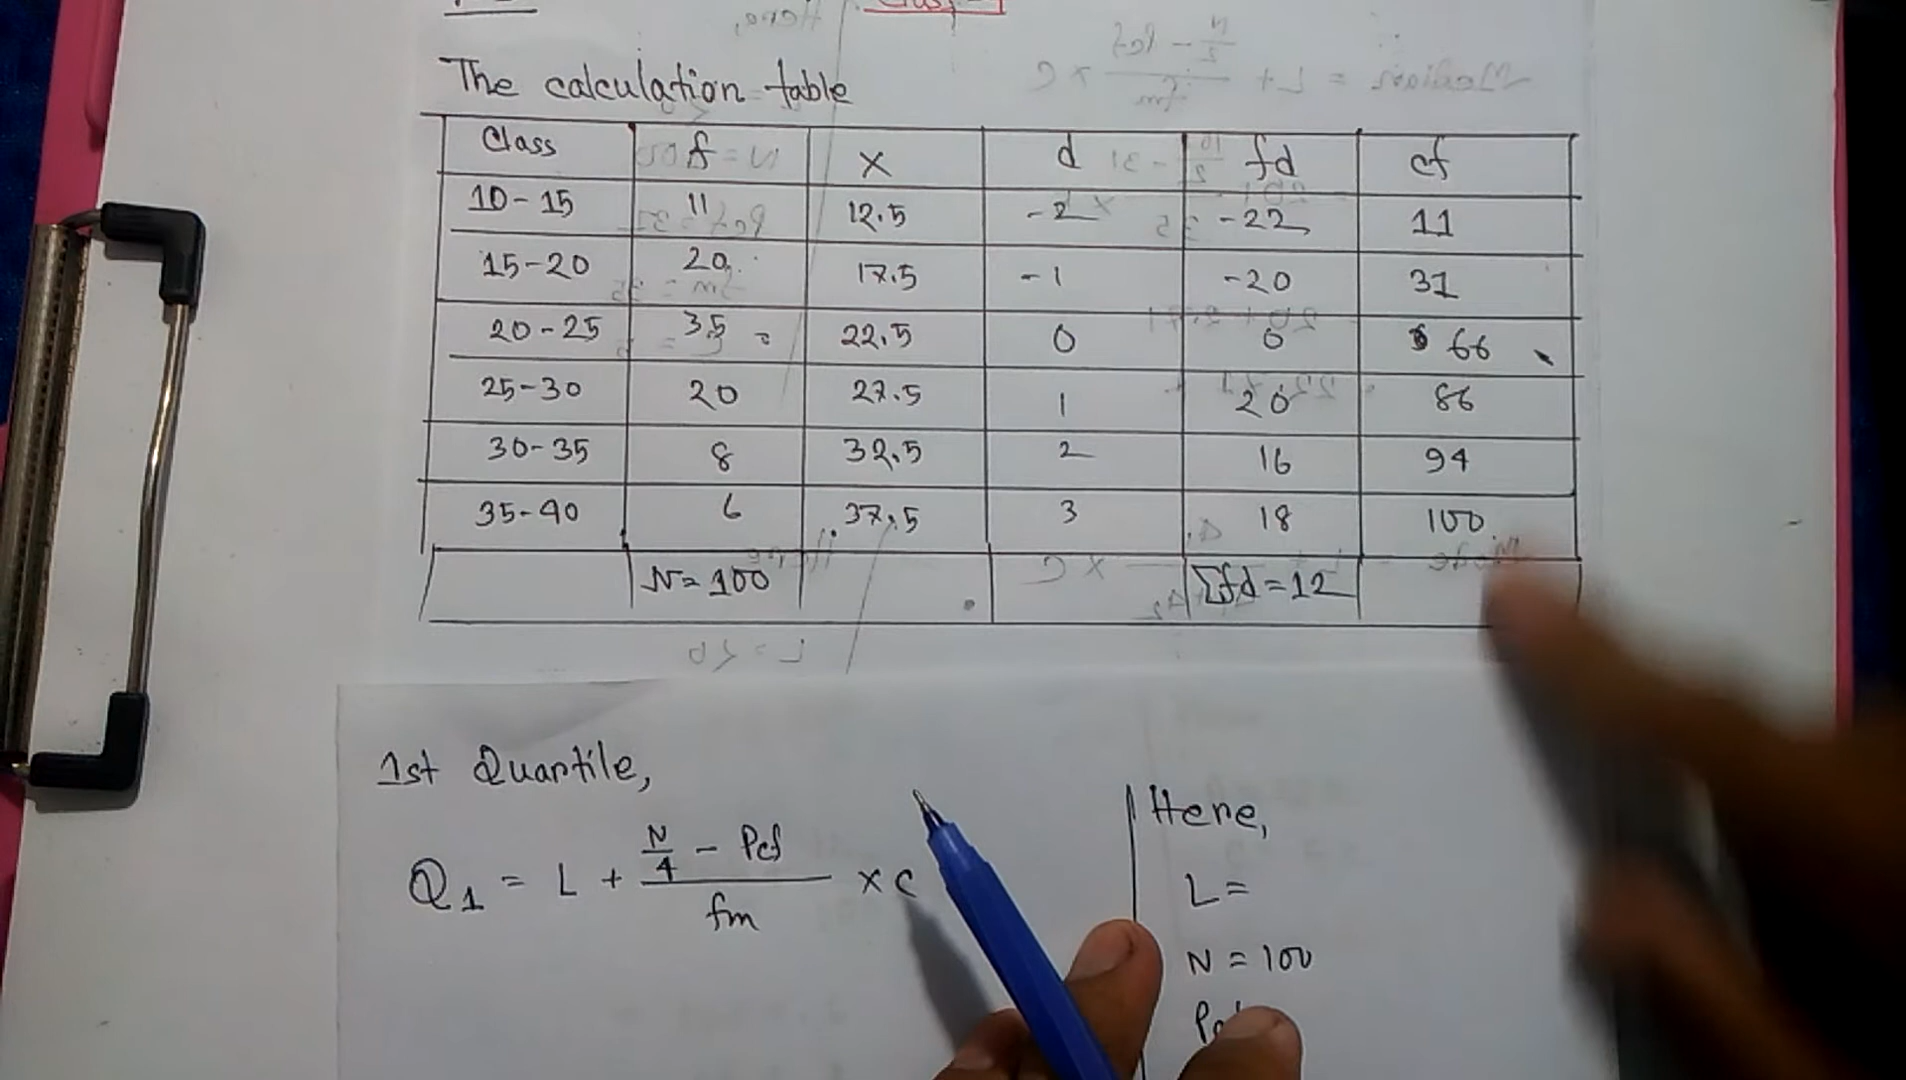 The calculation table
Class f x d fd cf
10-15 11 12.5 -2 -22 11
15-20 20 17.5 -1 -20 31
20-25 35 22.5 0 0 66
25-30 20 27.5 1 20 86
30-35 8 32.5 2 16 94
35-40 6 37.5 3 18 100
N=100 Σfd=12
1st Quartile,
Q1 = L + (N/4 - Pcf)/fm × c
Here,
L=
N = 100